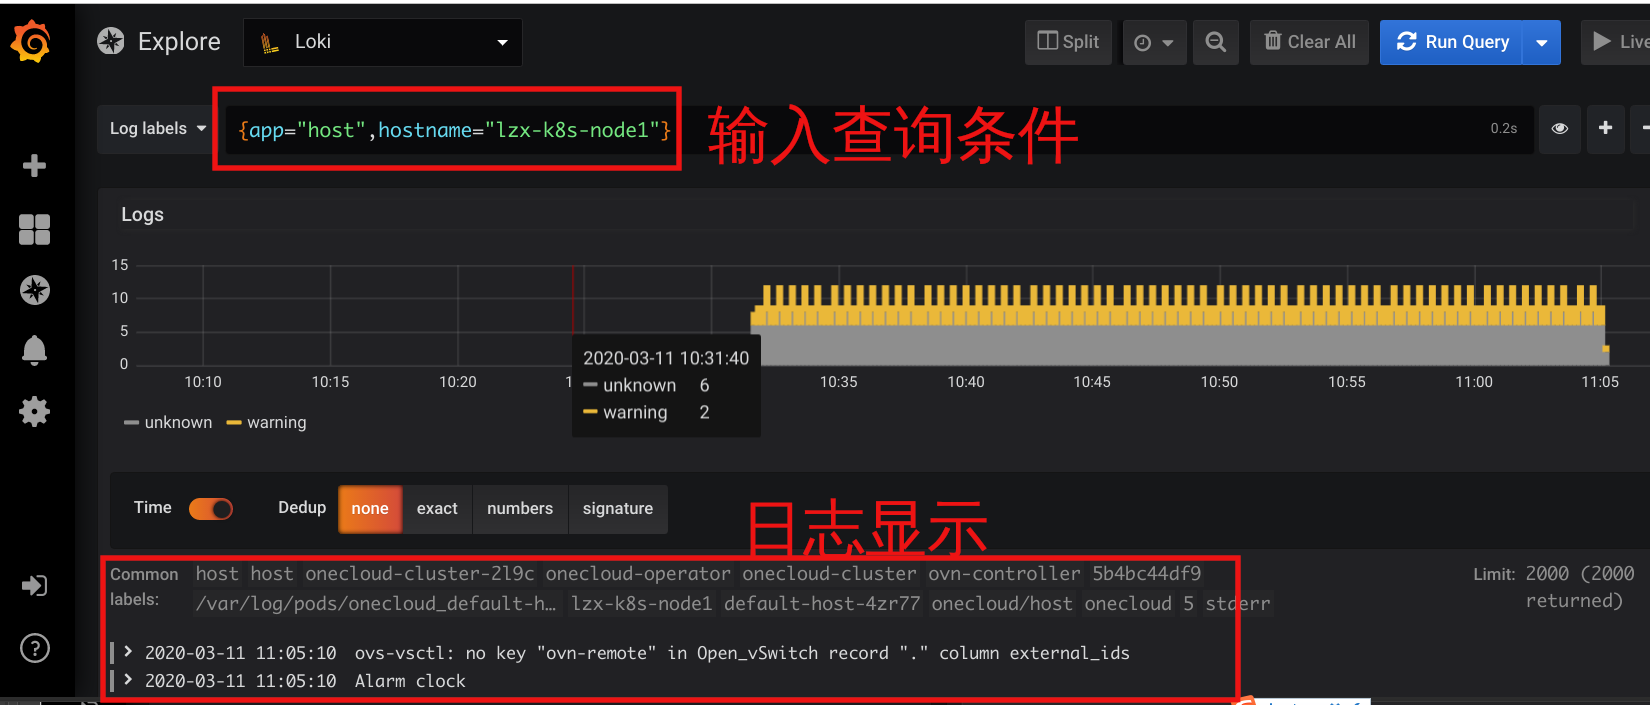 Explore
Loki
Split
Clear All
Run Query
Log labels
{app="host",hostname="lzx-k8s-node1"}
输入查询条件
0.2s
Logs
15
10
5
0
10:10 10:15 10:20 10:35 10:40 10:45 10:50 10:55 11:00 11:05
2020-03-11 10:31:40
unknown 6
warning 2
unknown warning
Time
Dedup none exact numbers signature
日志显示
Common labels: host host onecloud-cluster-2l9c onecloud-operator onecloud-cluster ovn-controller 5b4bc44df9
/var/log/pods/onecloud_default-h… lzx-k8s-node1 default-host-4zr77 onecloud/host onecloud 5 stderr
Limit: 2000 (2000
returned)
2020-03-11 11:05:10 ovs-vsctl: no key "ovn-remote" in Open_vSwitch record "." column external_ids
2020-03-11 11:05:10 Alarm clock